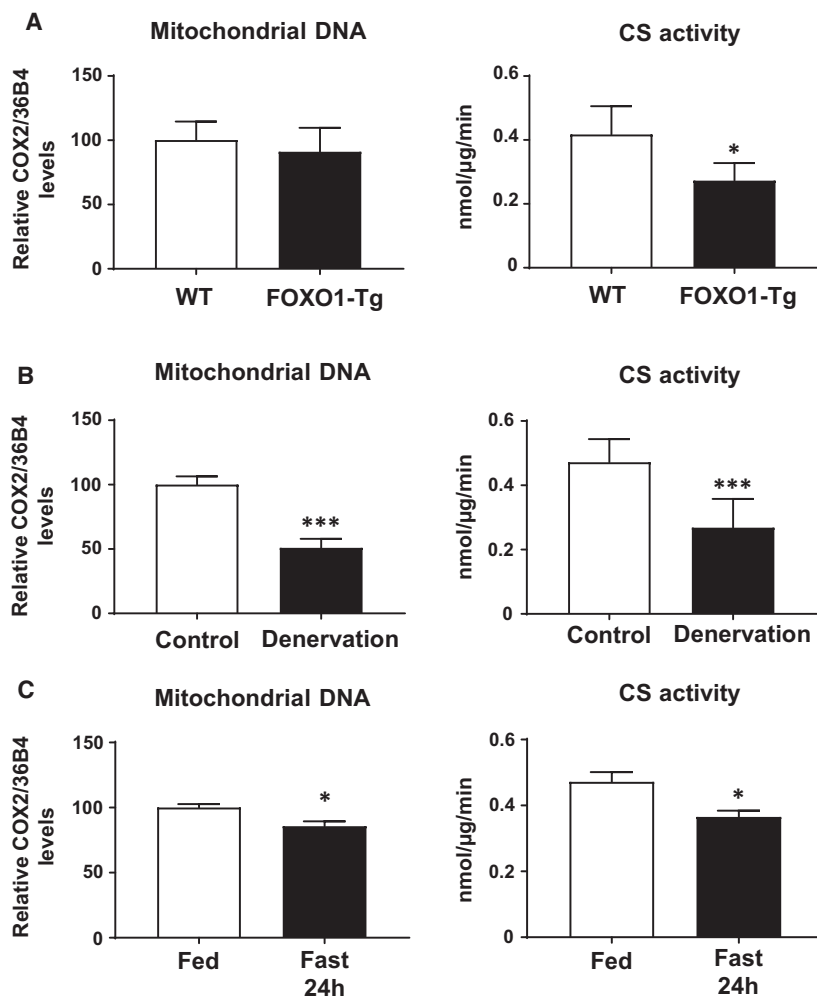 A
Mitochondrial DNA
Relative COX2/36B4
levels
150
100
50
0
WT
FOXO1-Tg
CS activity
nmol/µg/min
0.6
0.4
0.2
0
*
WT
FOXO1-Tg
B
Mitochondrial DNA
Relative COX2/36B4
levels
150
100
50
0
***
Control
Denervation
CS activity
nmol/µg/min
0.6
0.4
0.2
0
***
Control
Denervation
C
Mitochondrial DNA
Relative COX2/36B4
levels
150
100
50
0
*
Fed
Fast
24h
CS activity
nmol/µg/min
0.6
0.4
0.2
0
*
Fed
Fast
24h